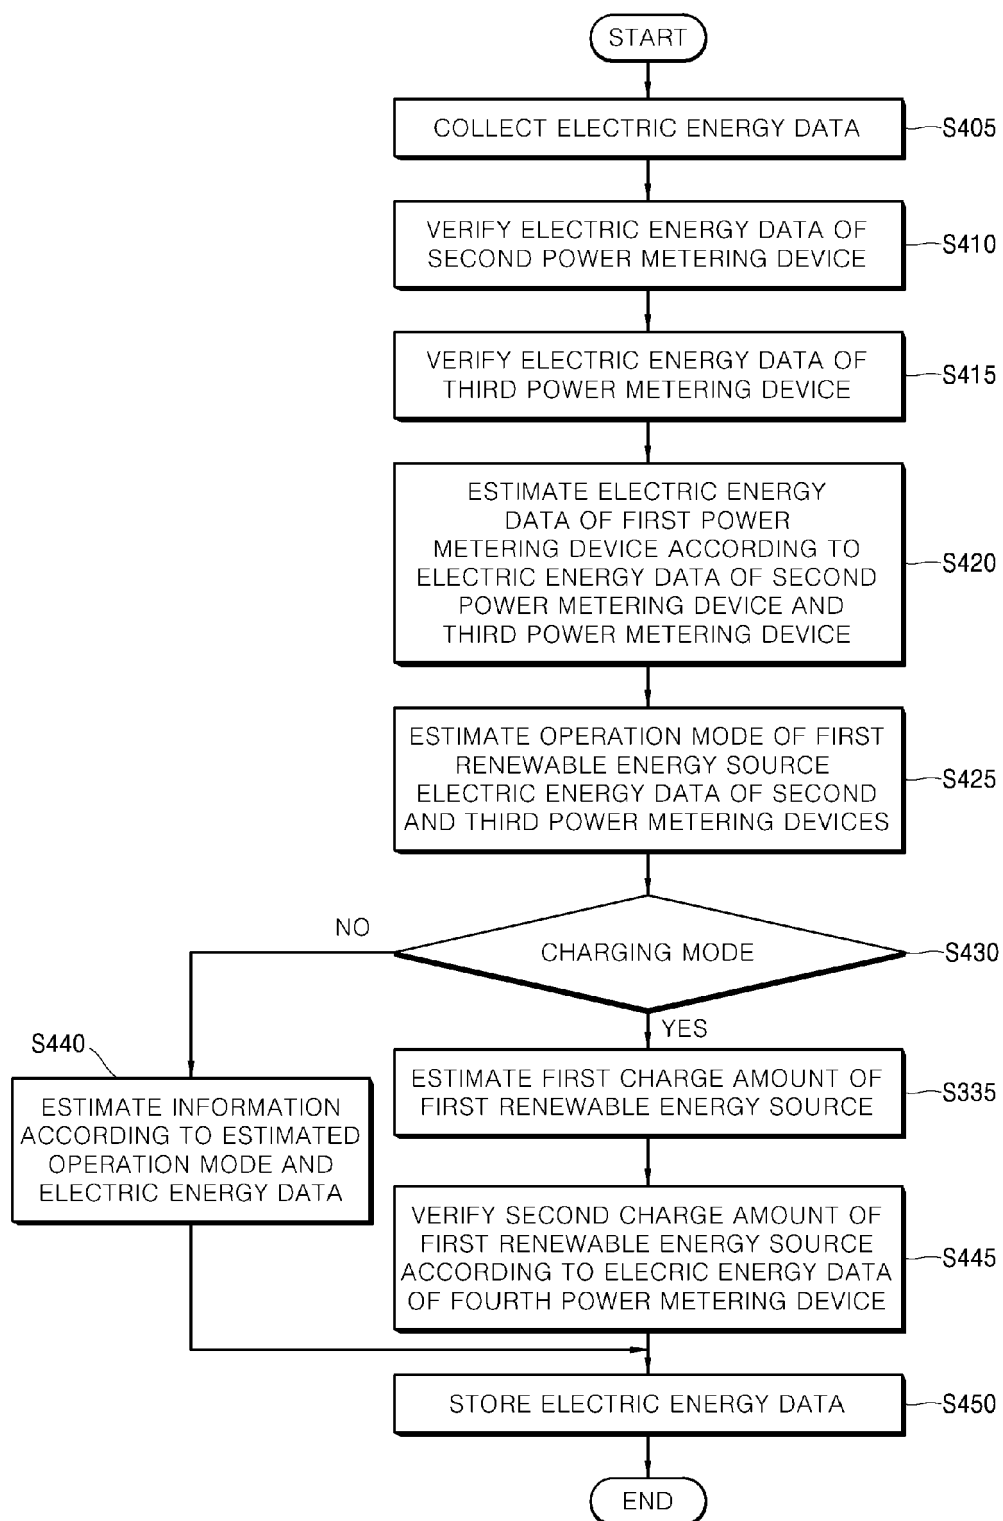 START
COLLECT ELECTRIC ENERGY DATA
S405
VERIFY ELECTRIC ENERGY DATA OF
SECOND POWER METERING DEVICE
S410
VERIFY ELECTRIC ENERGY DATA OF
THIRD POWER METERING DEVICE
S415
ESTIMATE ELECTRIC ENERGY
DATA OF FIRST POWER
METERING DEVICE ACCORDING TO
ELECTRIC ENERGY DATA OF SECOND
POWER METERING DEVICE AND
THIRD POWER METERING DEVICE
S420
ESTIMATE OPERATION MODE OF FIRST
RENEWABLE ENERGY SOURCE
ELECTRIC ENERGY DATA OF SECOND
AND THIRD POWER METERING DEVICES
S425
NO
CHARGING MODE
S430
YES
S440
ESTIMATE INFORMATION
ACCORDING TO ESTIMATED
OPERATION MODE AND
ELECTRIC ENERGY DATA
ESTIMATE FIRST CHARGE AMOUNT OF
FIRST RENEWABLE ENERGY SOURCE
S335
VERIFY SECOND CHARGE AMOUNT OF
FIRST RENEWABLE ENERGY SOURCE
ACCORDING TO ELECRIC ENERGY DATA
OF FOURTH POWER METERING DEVICE
S445
STORE ELECTRIC ENERGY DATA
S450
END